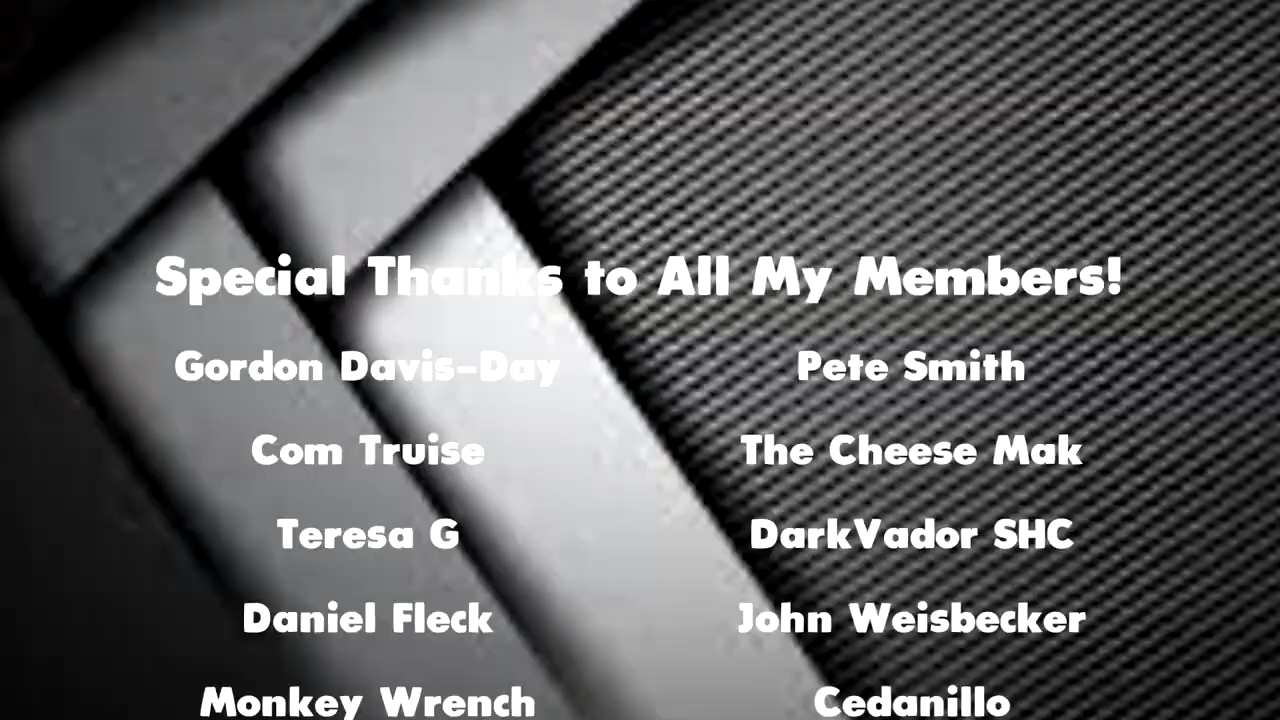 Special Thanks to All My Members!
Gordon Davis-Day
Pete Smith
Com Truise
The Cheese Mak
Teresa G
DarkVador SHC
Daniel Fleck
John Weisbecker
Monkey Wrench
Cedanillo